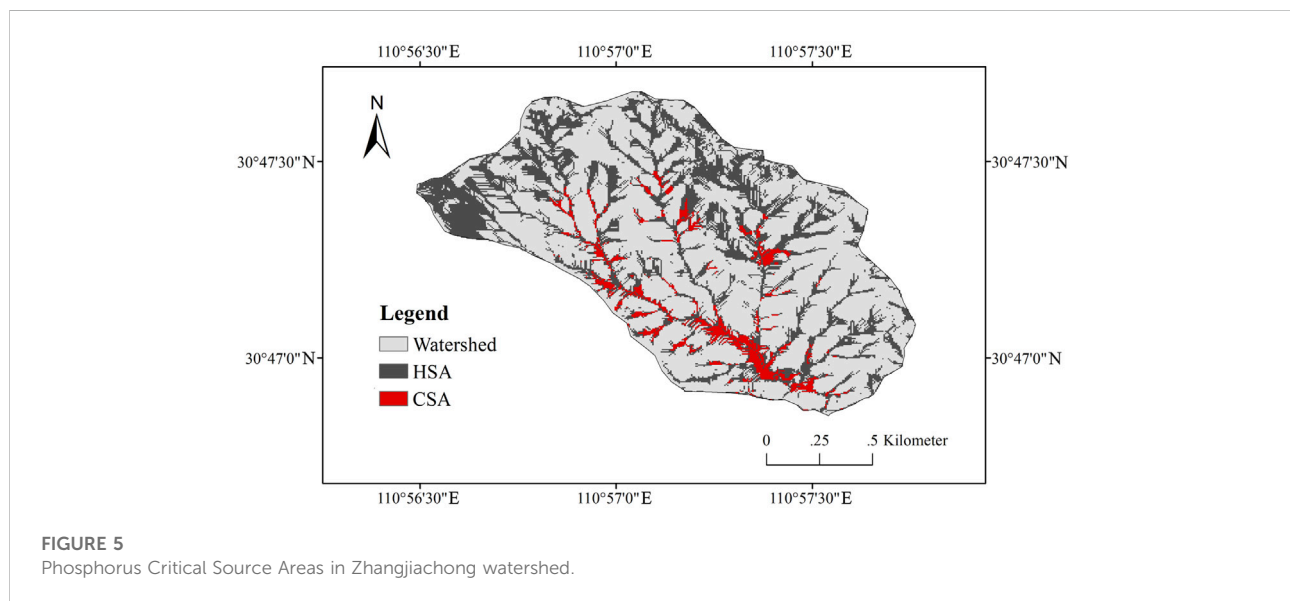 110°56'30"E 110°57'0"E 110°57'30"E
N
30°47'30"N 30°47'30"N
Legend
Watershed
30°47'0"N 30°47'0"N
HSA
CSA
0 .25 .5 Kilometer
110°56'30"E 110°57'0"E 110°57'30"E
FIGURE 5
Phosphorus Critical Source Areas in Zhangjiachong watershed.